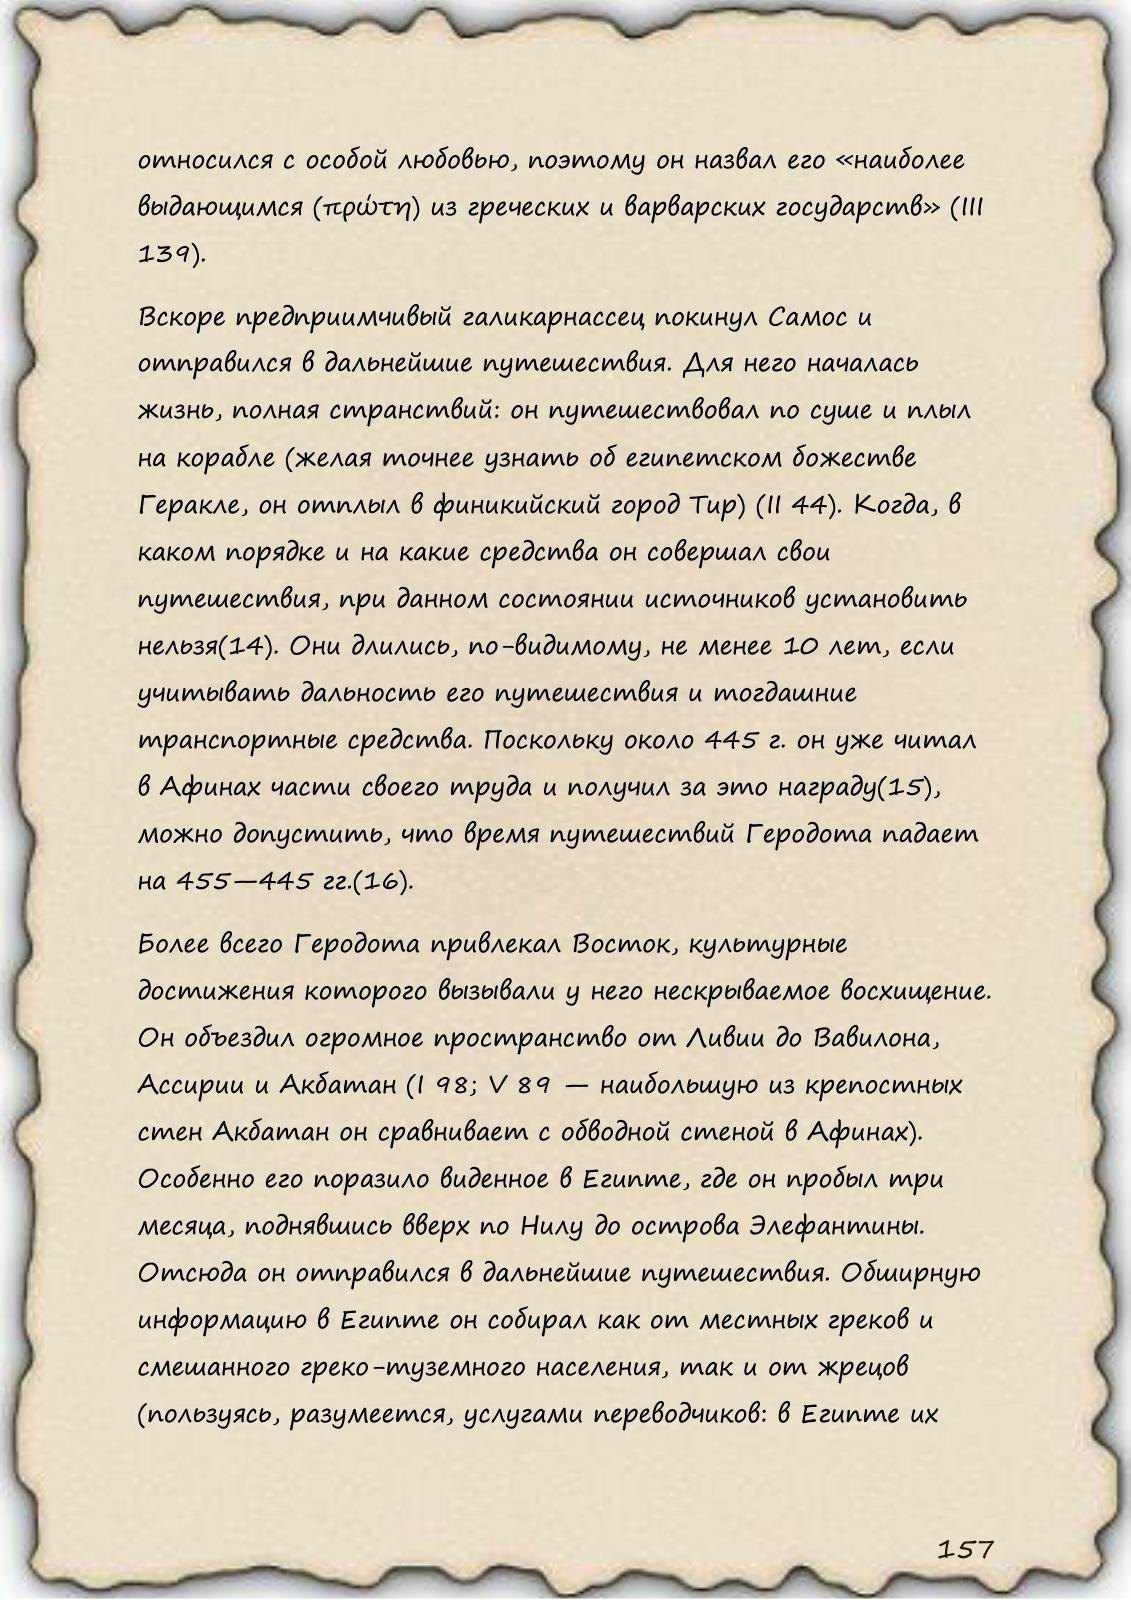 относился с особой любовью, поэтому он назвал его «наиболее
выдающимся (πρώτη) из греческих и варварских государств» (III
139).
Вскоре предприимчивый галикарнассец покинул Самос и
отправился в дальнейшие путешествия. Для него началась
жизнь, полная странствий: он путешествовал по суше и плыл
на корабле (желая точнее узнать об египетском божестве
Геракле, он отплыл в финикийский город Тир) (II 44). Когда, в
каком порядке и на какие средства он совершал свои
путешествия, при данном состоянии источников установить
нельзя(14). Они длились, по-видимому, не менее 10 лет, если
учитывать дальность его путешествия и тогдашние
транспортные средства. Поскольку около 445 г. он уже читал
в Афинах части своего труда и получил за это награду(15),
можно допустить, что время путешествий Геродота падает
на 455—445 гг.(16).
Более всего Геродота привлекал Восток, культурные
достижения которого вызывали у него нескрываемое восхищение.
Он объездил огромное пространство от Ливии до Вавилона,
Ассирии и Акбатан (I 98; V 89 — наибольшую из крепостных
стен Акбатан он сравнивает с обводной стеной в Афинах).
Особенно его поразило виденное в Египте, где он пробыл три
месяца, поднявшись вверх по Нилу до острова Элефантины.
Отсюда он отправился в дальнейшие путешествия. Обширную
информацию в Египте он собирал как от местных греков и
смешанного греко-туземного населения, так и от жрецов
(пользуясь, разумеется, услугами переводчиков: в Египте их
157